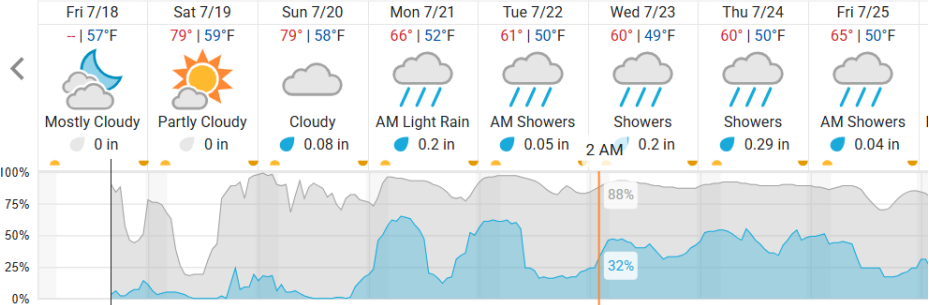 Fri 7/18 Sat 7/19 Sun 7/20 Mon 7/21 Tue 7/22 Wed 7/23 Thu 7/24 Fri 7/25
-- | 57°F 79° | 59°F 79° | 58°F 66° | 52°F 61° | 50°F 60° | 49°F 60° | 50°F 65° | 50°F
Mostly Cloudy Partly Cloudy Cloudy AM Light Rain AM Showers Showers Showers AM Showers
0 in 0 in 0.08 in 0.2 in 0.05 in 0.2 in 0.29 in 0.04 in
2 AM
100%
88%
75%
50%
32%
25%
0%